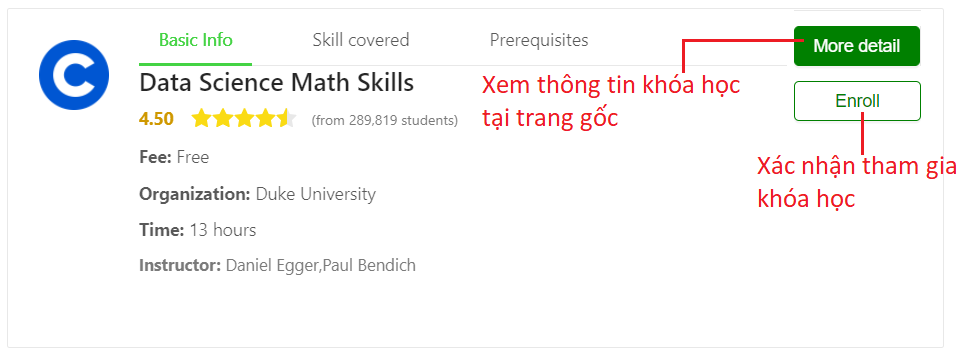 Basic Info
Skill covered
Prerequisites
More detail
Data Science Math Skills
Xem thông tin khóa học
tại trang gốc
Enroll
4.50
(from 289,819 students)
Fee: Free
Xác nhận tham gia
khóa học
Organization: Duke University
Time: 13 hours
Instructor: Daniel Egger,Paul Bendich